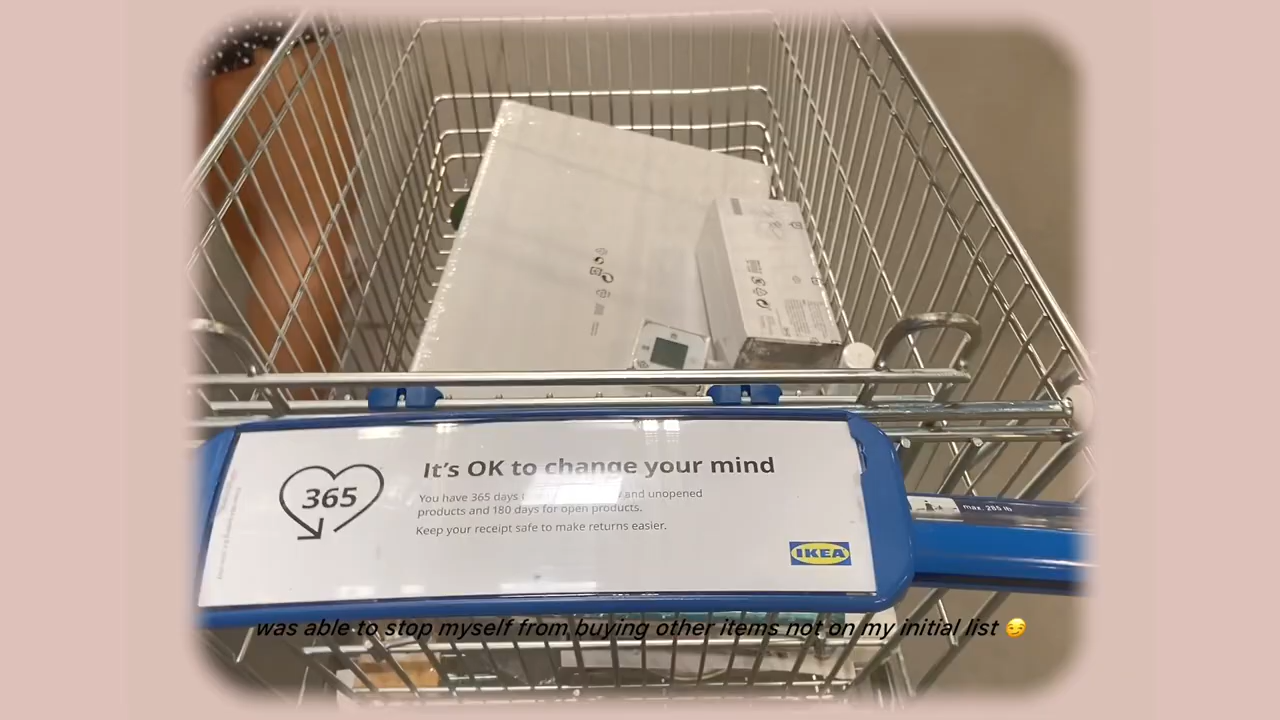 It's OK to change your mind
365
You have 365 days and unopened
products and 180 days for open products.
Keep your receipt safe to make returns easier.
IKEA
max. 285 lb
was able to stop myself from buying other items not on my initial list 😏